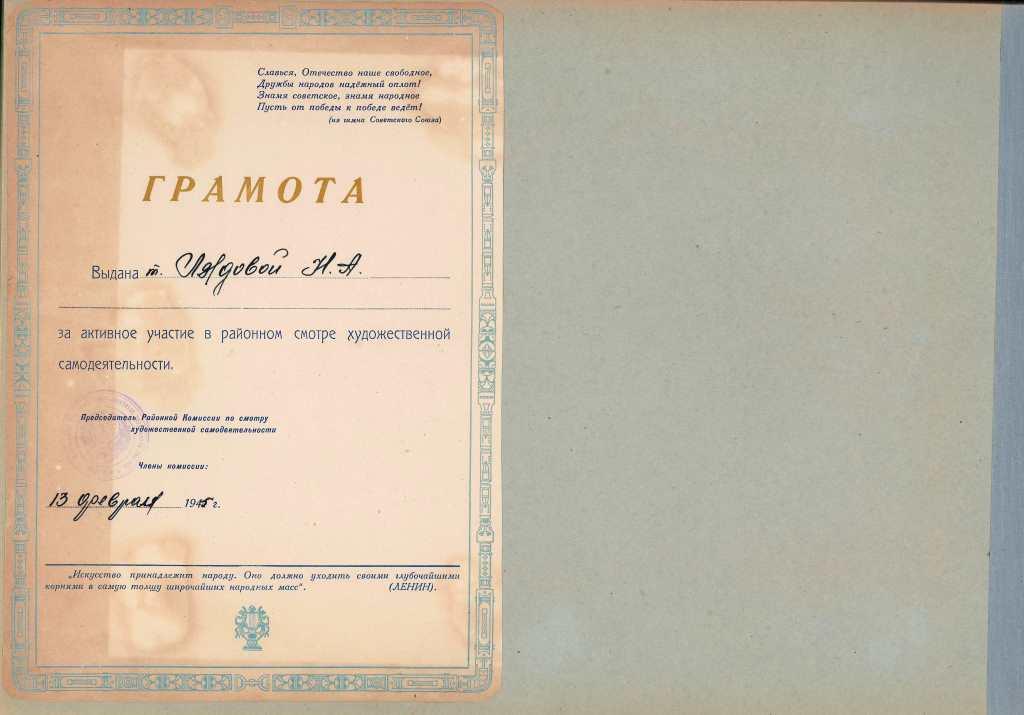 Славься, Отечество наше свободное,
Дружбы народов надёжный оплот!
Знамя советское, знамя народное
Пусть от победы к победе ведёт!
(из гимна Советского Союза)
ГРАМОТА
Выдана т. Лядовой Н. А.
за активное участие в районном смотре художественной
самодеятельности.
Председатель Районной Комиссии по смотру
художественной самодеятельности
Члены комиссии:
13 февраля 1945 г.
„Искусство принадлежит народу. Оно должно уходить своими глубочайшими
корнями в самую толщу широчайших народных масс“. (ЛЕНИН).